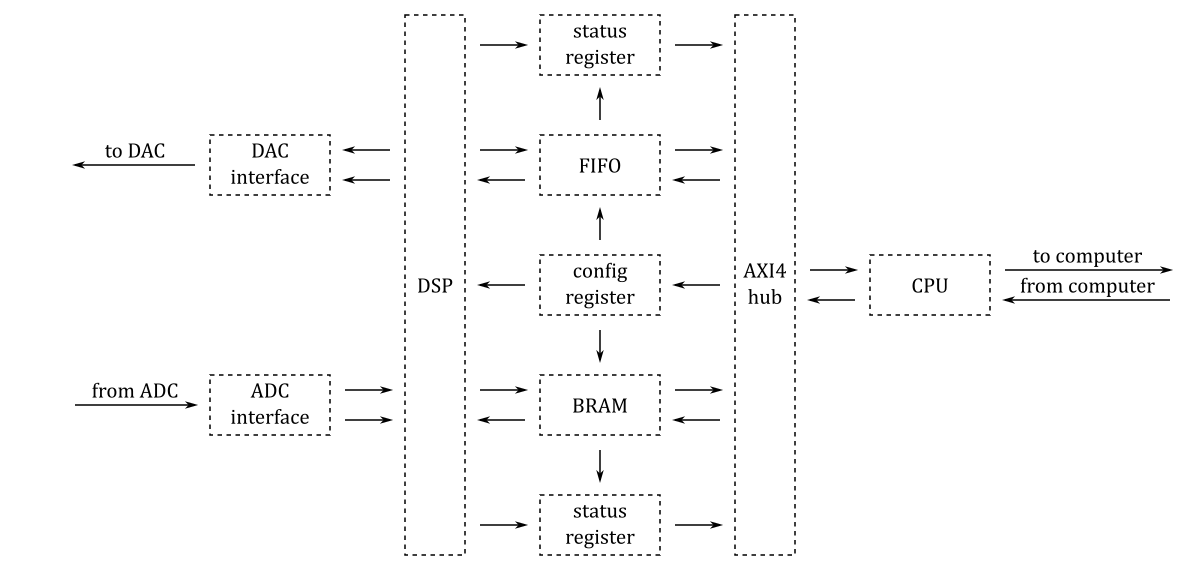 status
register
to DAC
DAC
interface
FIFO
DSP
config
register
AXI4
hub
CPU
to computer
from computer
from ADC
ADC
interface
BRAM
status
register